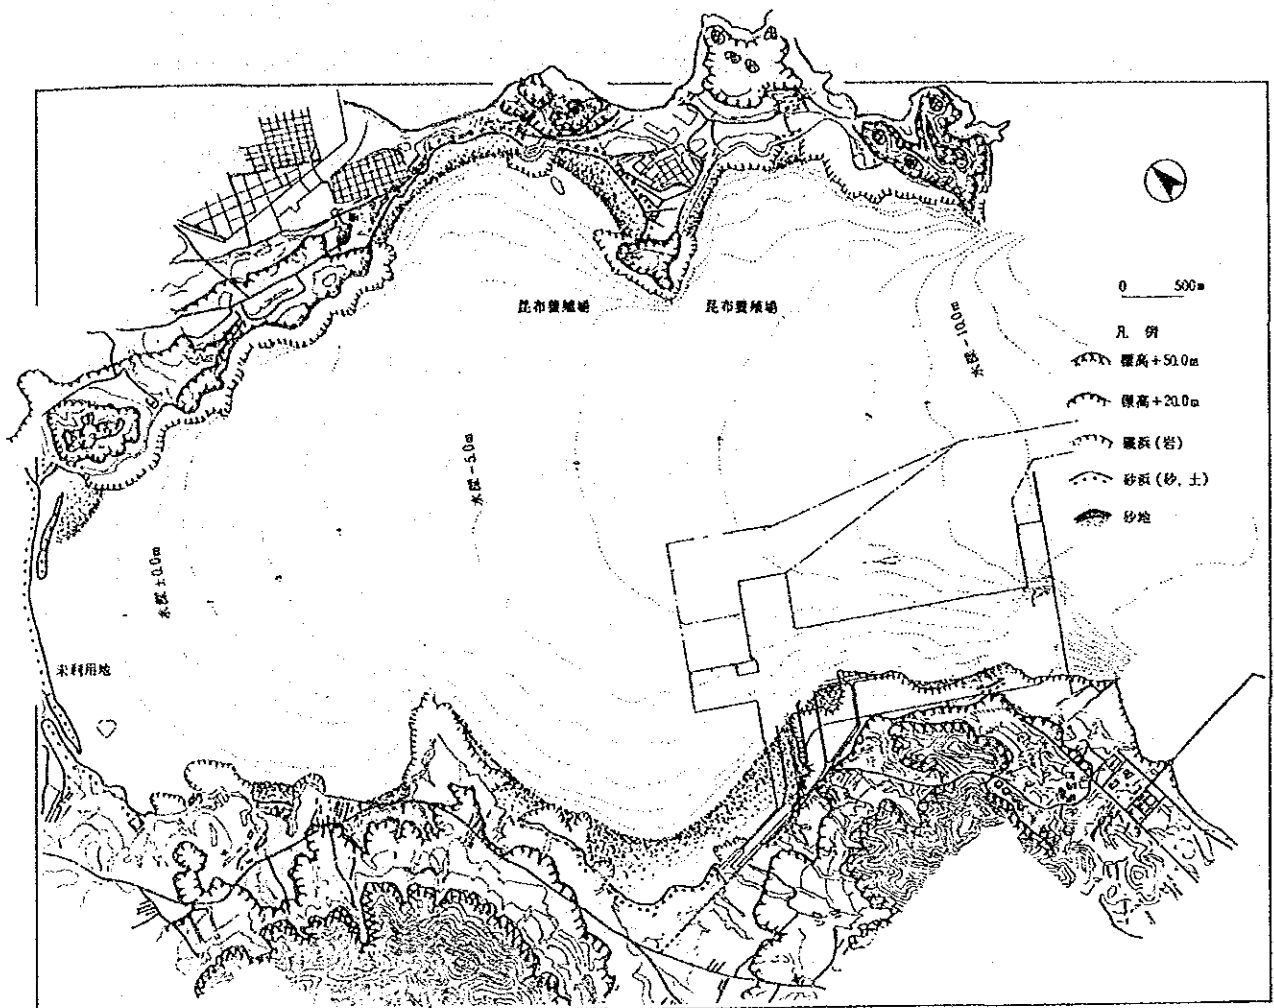 昆布養殖場
昆布養殖場
0 500m
凡例
水深-10.0m
標高+50.0m
標高+20.0m
磯浜(岩)
水深-5.0m
砂浜(砂,土)
砂地
水深±0.0m
未利用地